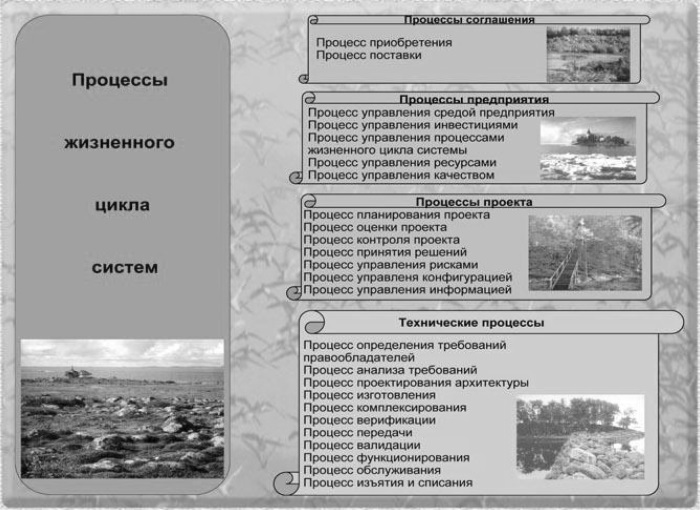 Процессы
жизненного
цикла
систем
Процессы соглашения
Процесс приобретения
Процесс поставки
Процессы предприятия
Процесс управления средой предприятия
Процесс управления инвестициями
Процесс управления процессами
жизненного цикла системы
Процесс управления ресурсами
Процесс управления качеством
Процессы проекта
Процесс планирования проекта
Процесс оценки проекта
Процесс контроля проекта
Процесс принятия решений
Процесс управления рисками
Процесс управленя конфигурацией
Процесс управления информацией
Технические процессы
Процесс определения требований
правообладателей
Процесс анализа требований
Процесс проектирования архитектуры
Процесс изготовления
Процесс комплексирования
Процесс верификации
Процесс передачи
Процесс валидации
Процесс функционирования
Процесс обслуживания
Процесс изъятия и списания